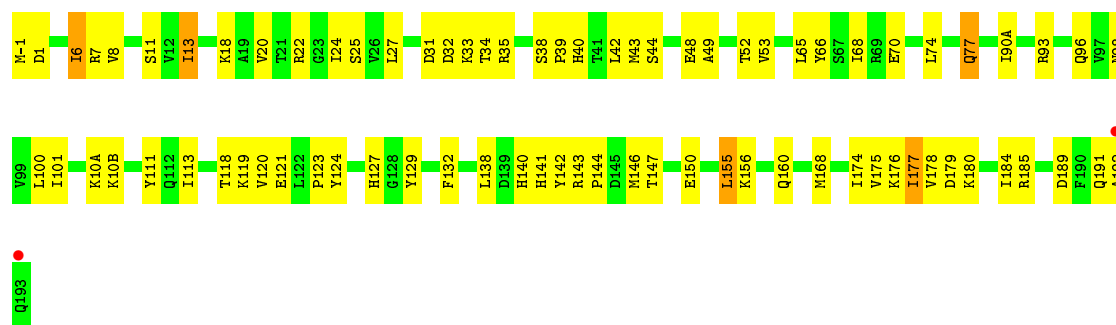 M-1 D1 I6 R7 V8 S11 V12 I13 K18 A19 V20 T21 R22 G23 I24 S25 V26 L27 D31 D32 K33 T34 R35 S38 P39 H40 T41 L42 M43 S44 E48 A49 T52 V53 L65 Y66 S67 I68 R69 E70 L74 Q77 I90A R93 Q96 V97
V99 L100 I101 K10A K10B Y111 Q112 I113 T118 K119 V120 E121 L122 P123 Y124 H127 G128 Y129 F132 L138 D139 H140 H141 Y142 R143 P144 D145 M146 T147 E150 L155 K156 Q160 M168 I174 V175 K176 I177 V178 D179 K180 I184 R185 D189 F190 Q191
Q193